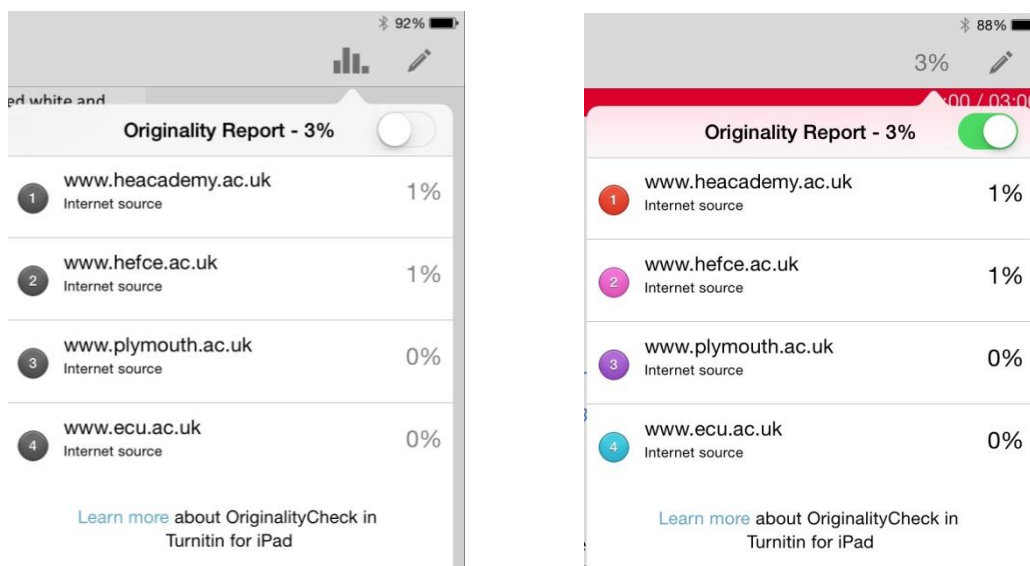 92%
ed white and
Originality Report - 3%
1 www.heacademy.ac.uk 1%
Internet source
2 www.hefce.ac.uk 1%
Internet source
3 www.plymouth.ac.uk 0%
Internet source
4 www.ecu.ac.uk 0%
Internet source
Learn more about OriginalityCheck in
Turnitin for iPad
88%
3%
:00 / 03:00
Originality Report - 3%
1 www.heacademy.ac.uk 1%
Internet source
2 www.hefce.ac.uk 1%
Internet source
3 www.plymouth.ac.uk 0%
Internet source
4 www.ecu.ac.uk 0%
Internet source
Learn more about OriginalityCheck in
Turnitin for iPad